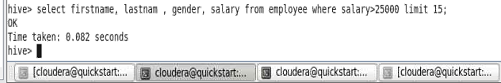 hive> select firstname, lastnam , gender, salary from employee where salary>25000 limit 15;
OK
Time taken: 0.082 seconds
hive>
[cloudera@quickstart:... cloudera@quickstart:... cloudera@quickstart:... [cloudera@quickstart:...